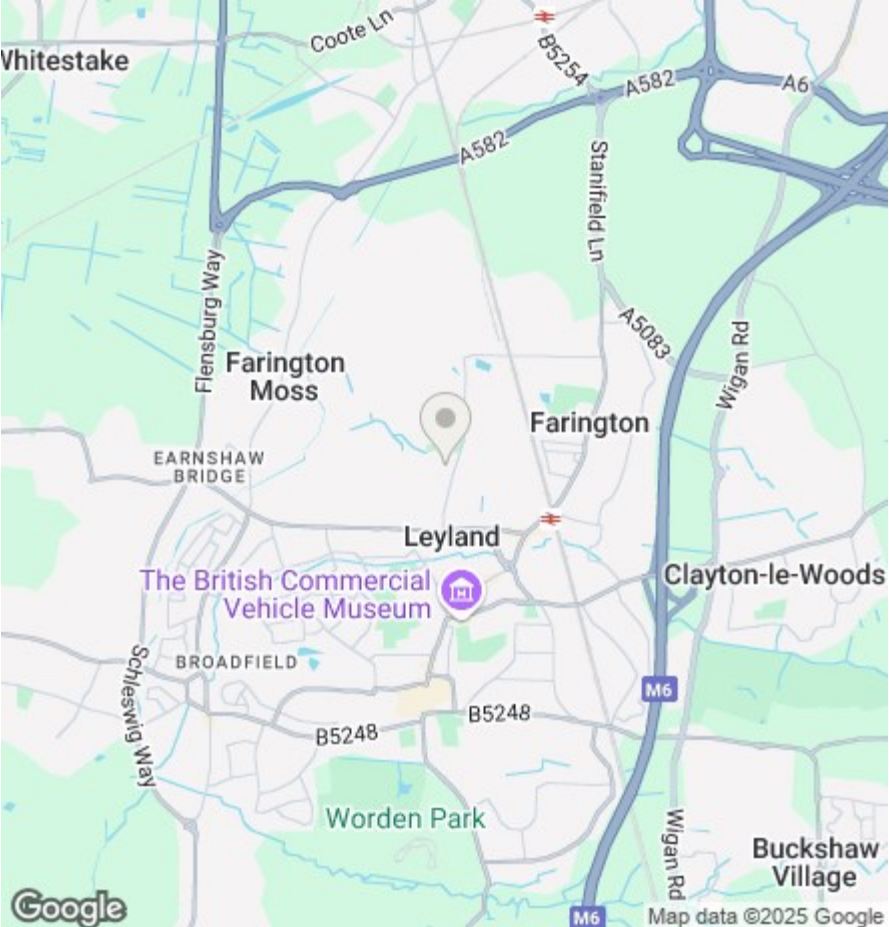 Coote Ln
Whitestake
B5254
A582
A6
A582
Stanifield Ln
Flensburg Way
A5083
Wigan Rd
Farington
Moss
Farington
EARNSHAW
BRIDGE
Leyland
The British Commercial
Vehicle Museum
Clayton-le-Woods
BROADFIELD
Schleswig Way
M6
B5248
B5248
Worden Park
Wigan Rd
Buckshaw
Village
Google
M6
Map data ©2025 Google